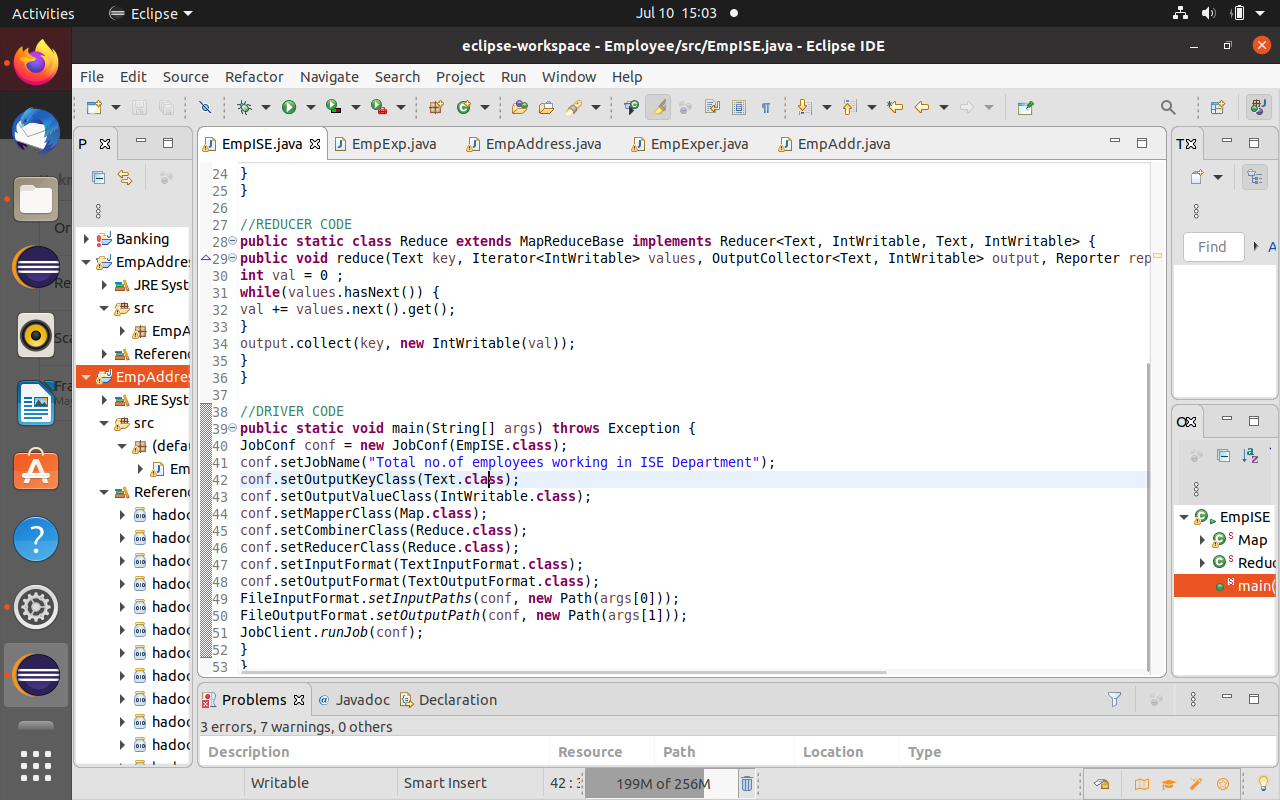 Activities
Eclipse
Jul 10 15:03
eclipse-workspace - Employee/src/EmpISE.java - Eclipse IDE
File Edit Source Refactor Navigate Search Project Run Window Help
P
EmpISE.java
EmpExp.java
EmpAddress.java
EmpExper.java
EmpAddr.java
Banking
EmpAddres
JRE Syst
src
EmpA
Referenc
EmpAddres
JRE Syst
src
(defau
Em
Referenc
hadoo
hadoo
hadoo
hadoo
hadoo
hadoo
hadoo
hadoo
hadoo
hadoo
hadoo
24 }
25 }
26
27 //REDUCER CODE
28 public static class Reduce extends MapReduceBase implements Reducer<Text, IntWritable, Text, IntWritable> {
29 public void reduce(Text key, Iterator<IntWritable> values, OutputCollector<Text, IntWritable> output, Reporter rep
30 int val = 0 ;
31 while(values.hasNext()) {
32 val += values.next().get();
33 }
34 output.collect(key, new IntWritable(val));
35 }
36 }
37
38 //DRIVER CODE
39 public static void main(String[] args) throws Exception {
40 JobConf conf = new JobConf(EmpISE.class);
41 conf.setJobName("Total no.of employees working in ISE Department");
42 conf.setOutputKeyClass(Text.class);
43 conf.setOutputValueClass(IntWritable.class);
44 conf.setMapperClass(Map.class);
45 conf.setCombinerClass(Reduce.class);
46 conf.setReducerClass(Reduce.class);
47 conf.setInputFormat(TextInputFormat.class);
48 conf.setOutputFormat(TextOutputFormat.class);
49 FileInputFormat.setInputPaths(conf, new Path(args[0]));
50 FileOutputFormat.setOutputPath(conf, new Path(args[1]));
51 JobClient.runJob(conf);
52 }
53 }
T
Find
A
O
EmpISE
Map
Reduc
main(
Problems
Javadoc
Declaration
3 errors, 7 warnings, 0 others
Description Resource Path Location Type
Writable
Smart Insert
42 : 3
199M of 256M